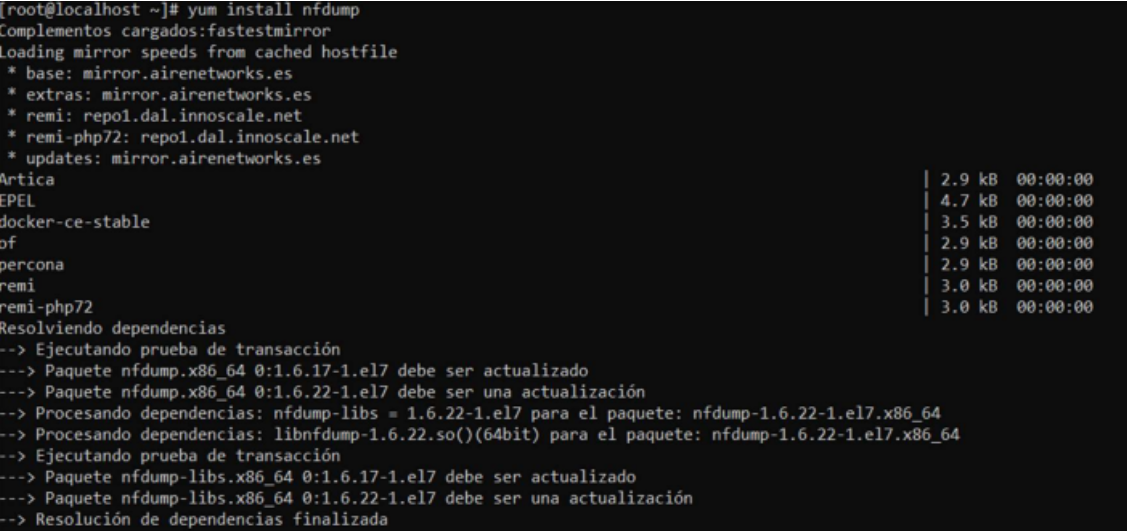 [root@localhost ~]# yum install nfdump
Complementos cargados:fastestmirror
Loading mirror speeds from cached hostfile
 * base: mirror.airenetworks.es
 * extras: mirror.airenetworks.es
 * remi: repo1.dal.innoscale.net
 * remi-php72: repo1.dal.innoscale.net
 * updates: mirror.airenetworks.es
Artica | 2.9 kB 00:00:00
EPEL | 4.7 kB 00:00:00
docker-ce-stable | 3.5 kB 00:00:00
of | 2.9 kB 00:00:00
percona | 2.9 kB 00:00:00
remi | 3.0 kB 00:00:00
remi-php72 | 3.0 kB 00:00:00
Resolviendo dependencias
--> Ejecutando prueba de transacción
---> Paquete nfdump.x86_64 0:1.6.17-1.el7 debe ser actualizado
---> Paquete nfdump.x86_64 0:1.6.22-1.el7 debe ser una actualización
--> Procesando dependencias: nfdump-libs = 1.6.22-1.el7 para el paquete: nfdump-1.6.22-1.el7.x86_64
--> Procesando dependencias: libnfdump-1.6.22.so()(64bit) para el paquete: nfdump-1.6.22-1.el7.x86_64
--> Ejecutando prueba de transacción
---> Paquete nfdump-libs.x86_64 0:1.6.17-1.el7 debe ser actualizado
---> Paquete nfdump-libs.x86_64 0:1.6.22-1.el7 debe ser una actualización
--> Resolución de dependencias finalizada